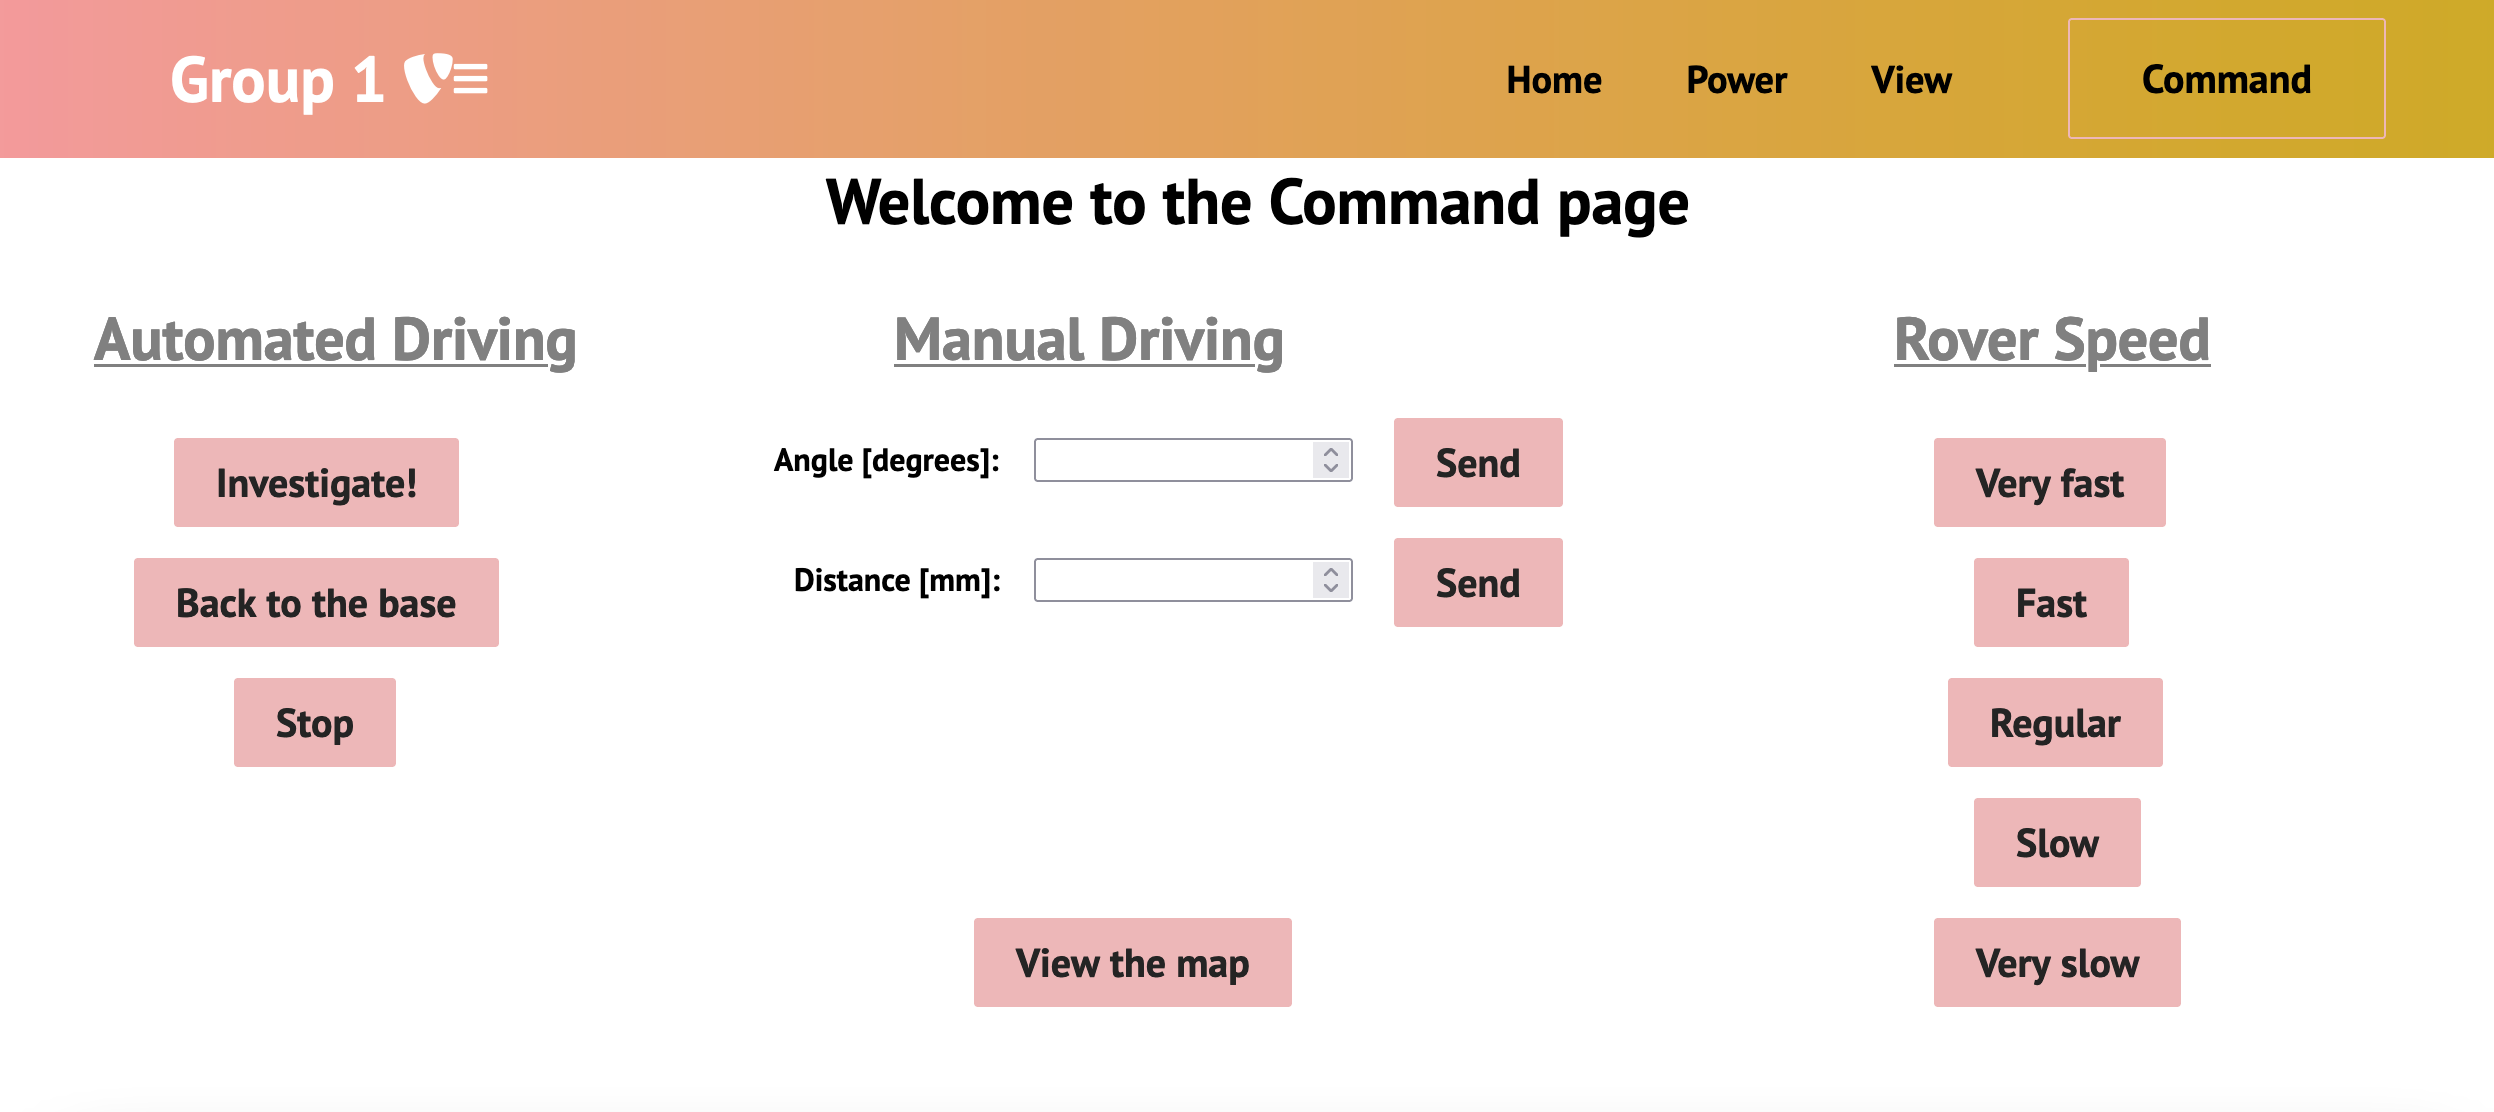 Group 1
Home
Power
View
Command
Welcome to the Command page
Automated Driving
Investigate!
Back to the base
Stop
Manual Driving
Angle [degrees]:
Send
Distance [mm]:
Send
View the map
Rover Speed
Very fast
Fast
Regular
Slow
Very slow